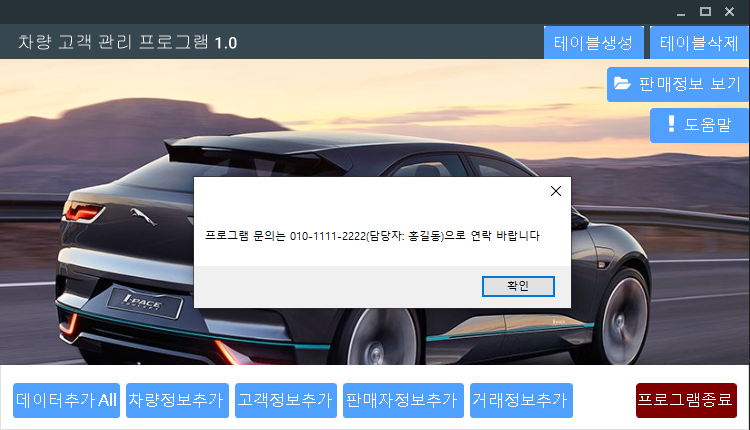 차량 고객 관리 프로그램 1.0
테이블생성
테이블삭제
판매정보 보기
도움말
프로그램 문의는 010-1111-2222(담당자: 홍길동)으로 연락 바랍니다
확인
I-PACE
CONCEPT
데이터추가 All
차량정보추가
고객정보추가
판매자정보추가
거래정보추가
프로그램종료